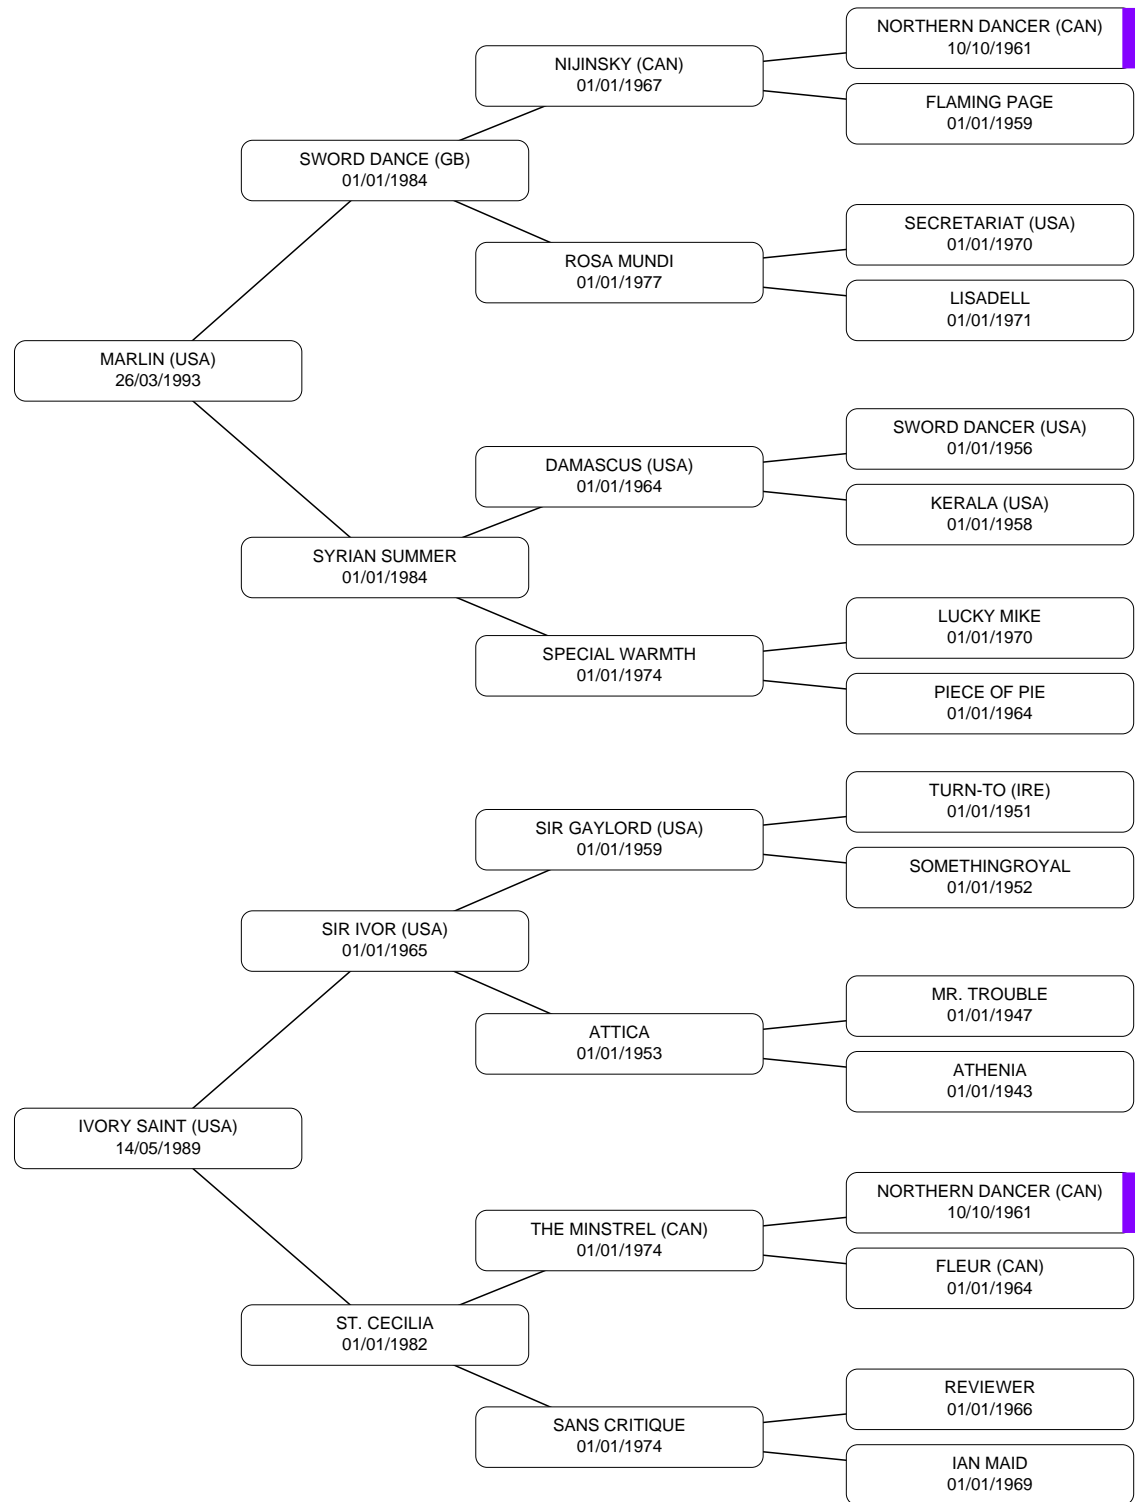 NORTHERN DANCER (CAN)
10/10/1961
NIJINSKY (CAN)
01/01/1967
FLAMING PAGE
01/01/1959
SWORD DANCE (GB)
01/01/1984
SECRETARIAT (USA)
01/01/1970
ROSA MUNDI
01/01/1977
LISADELL
01/01/1971
MARLIN (USA)
26/03/1993
SWORD DANCER (USA)
01/01/1956
DAMASCUS (USA)
01/01/1964
KERALA (USA)
01/01/1958
SYRIAN SUMMER
01/01/1984
LUCKY MIKE
01/01/1970
SPECIAL WARMTH
01/01/1974
PIECE OF PIE
01/01/1964
TURN-TO (IRE)
01/01/1951
SIR GAYLORD (USA)
01/01/1959
SOMETHINGROYAL
01/01/1952
SIR IVOR (USA)
01/01/1965
MR. TROUBLE
01/01/1947
ATTICA
01/01/1953
ATHENIA
01/01/1943
IVORY SAINT (USA)
14/05/1989
NORTHERN DANCER (CAN)
10/10/1961
THE MINSTREL (CAN)
01/01/1974
FLEUR (CAN)
01/01/1964
ST. CECILIA
01/01/1982
REVIEWER
01/01/1966
SANS CRITIQUE
01/01/1974
IAN MAID
01/01/1969